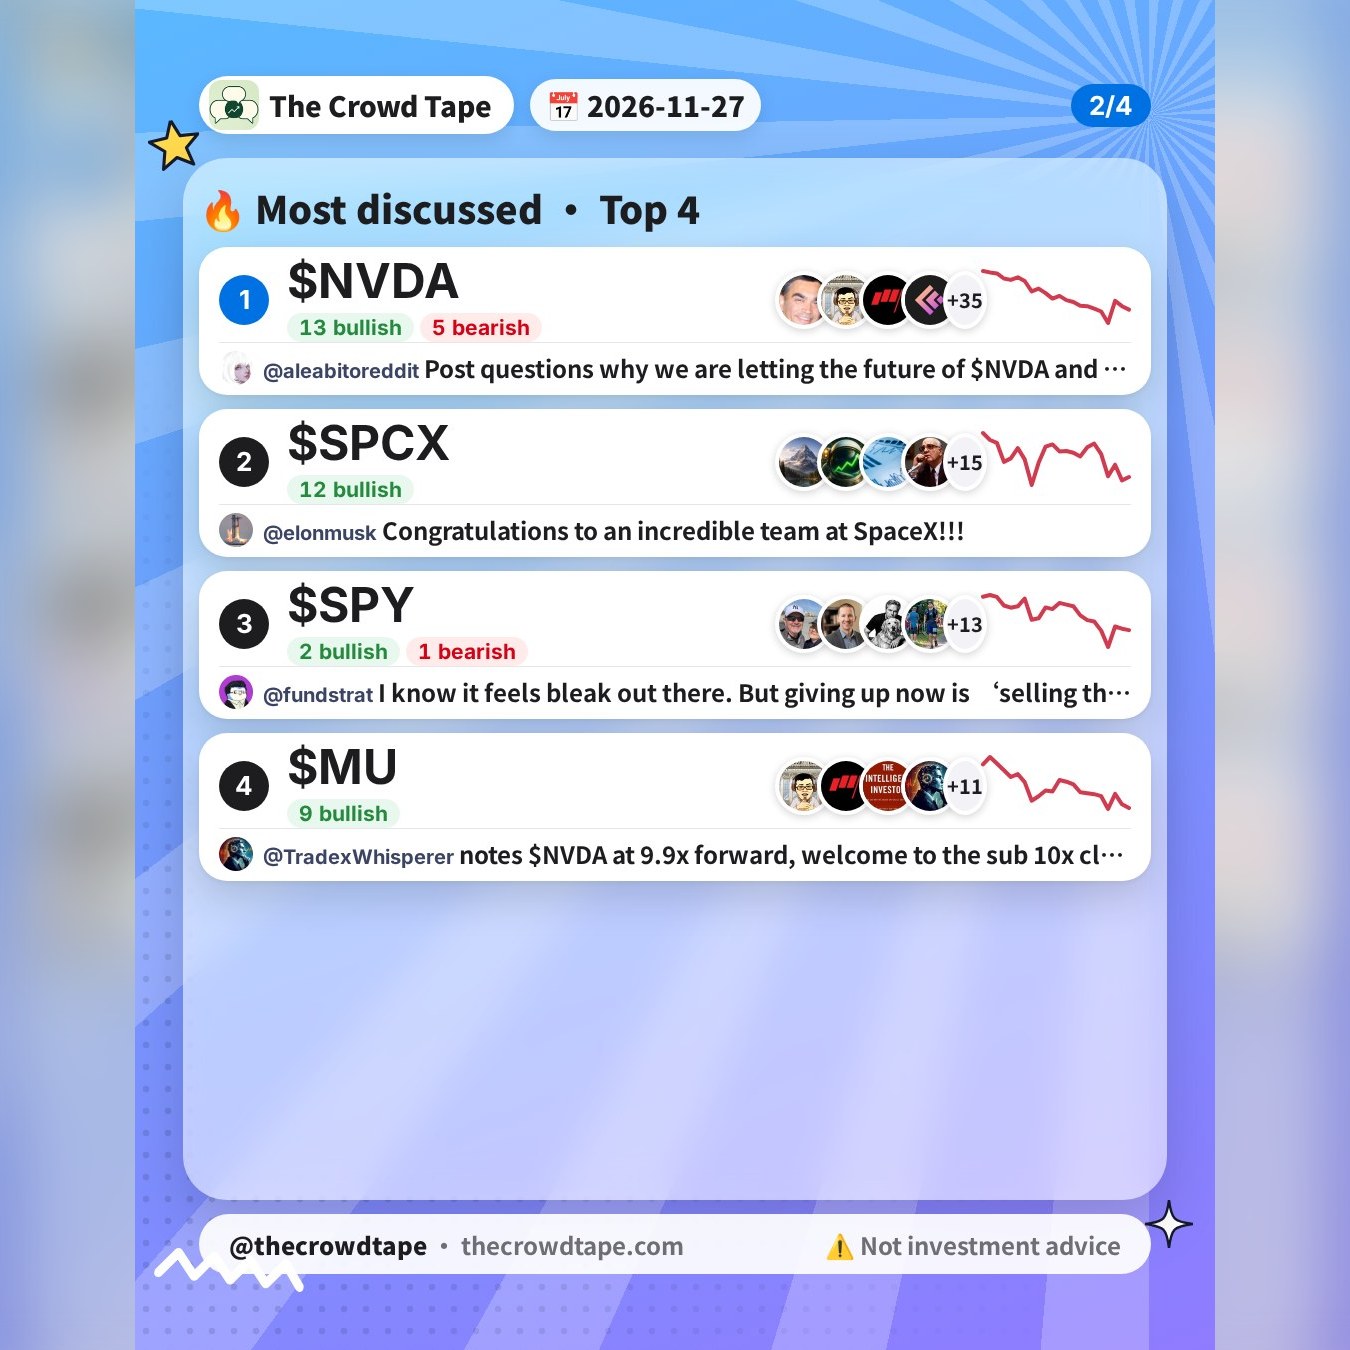 The Crowd Tape
July
17
2026-11-27
2/4
Most discussed • Top 4
1
$NVDA
13 bullish
5 bearish
+35
@aleabitoreddit Post questions why we are letting the future of $NVDA and ⋯
2
$SPCX
12 bullish
+15
@elonmusk Congratulations to an incredible team at SpaceX!!!
3
$SPY
2 bullish
1 bearish
+13
@fundstrat I know it feels bleak out there. But giving up now is ‘selling th⋯
4
$MU
9 bullish
THE
INTELLIGE
INVESTO
+11
@TradexWhisperer notes $NVDA at 9.9x forward, welcome to the sub 10x cl⋯
@thecrowdtape • thecrowdtape.com
⚠️ Not investment advice